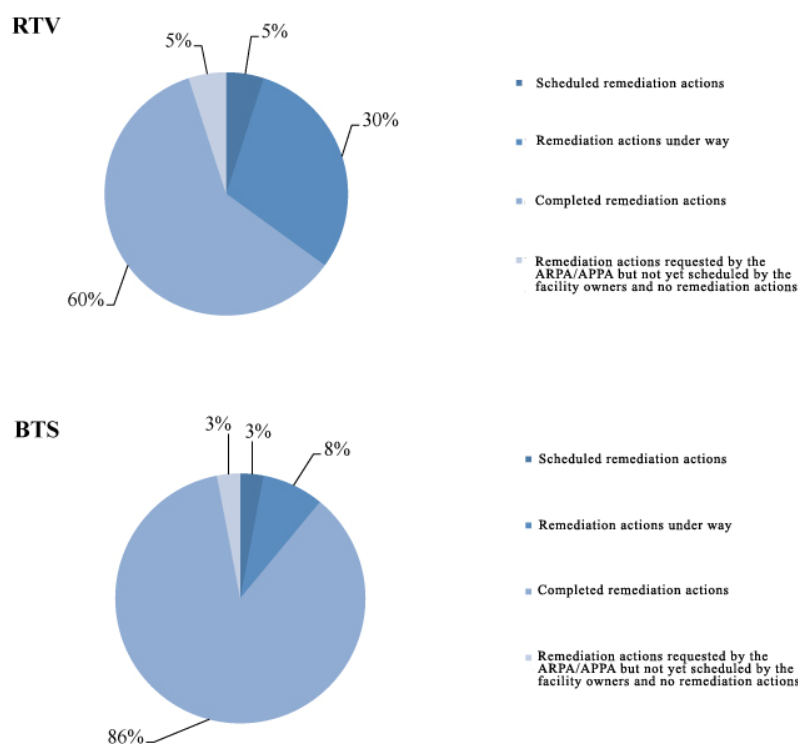 RTV
5%
5%
30%
60%
Scheduled remediation actions
Remediation actions under way
Completed remediation actions
Remediation actions requested by the
ARPA/APPA but not yet scheduled by the
facility owners and no remediation actions
BTS
3%
3%
8%
86%
Scheduled remediation actions
Remediation actions under way
Completed remediation actions
Remediation actions requested by the
ARPA/APPA but not yet scheduled by the
facility owners and no remediation actions